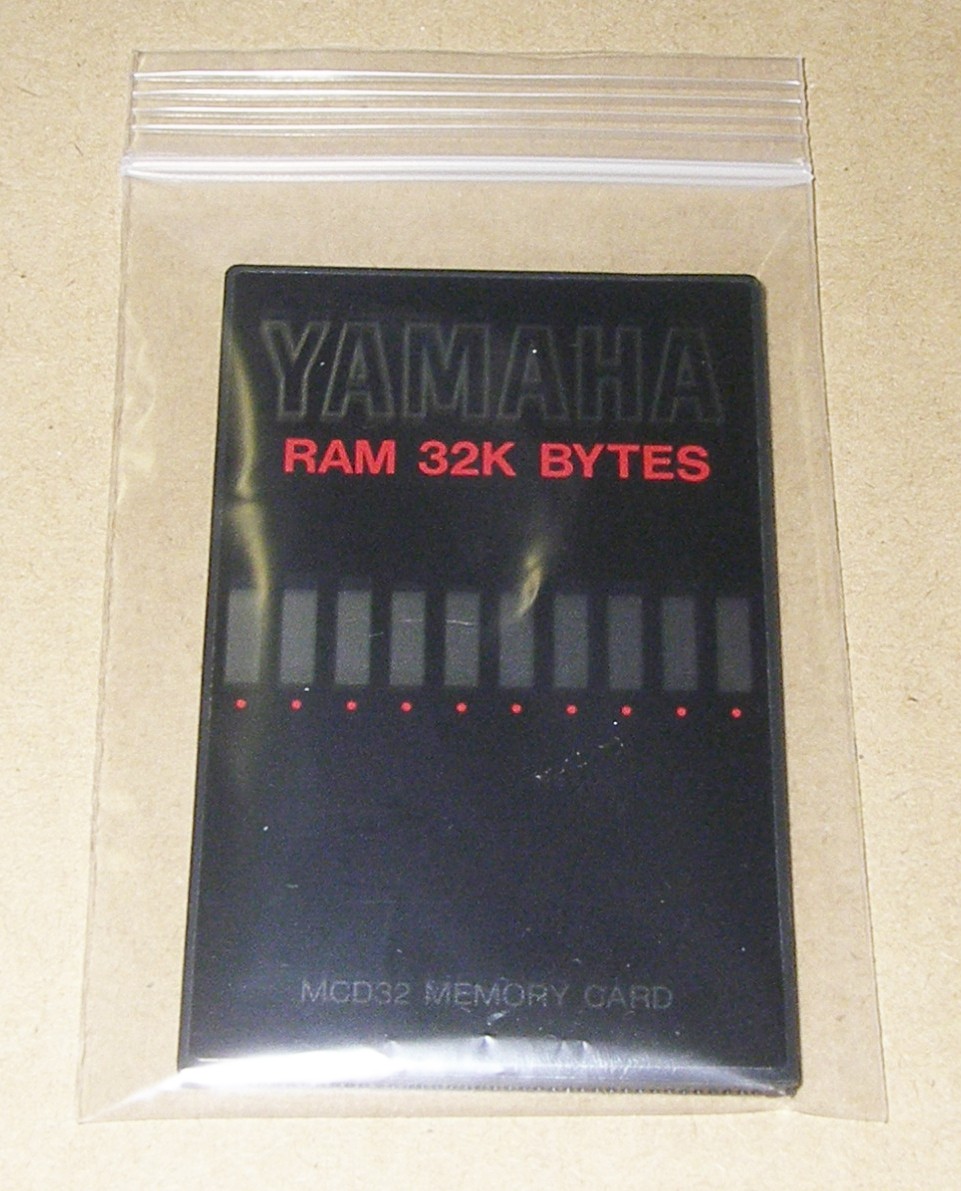 YAMAHA
RAM 32K BYTES
MCD32 MEMORY CARD